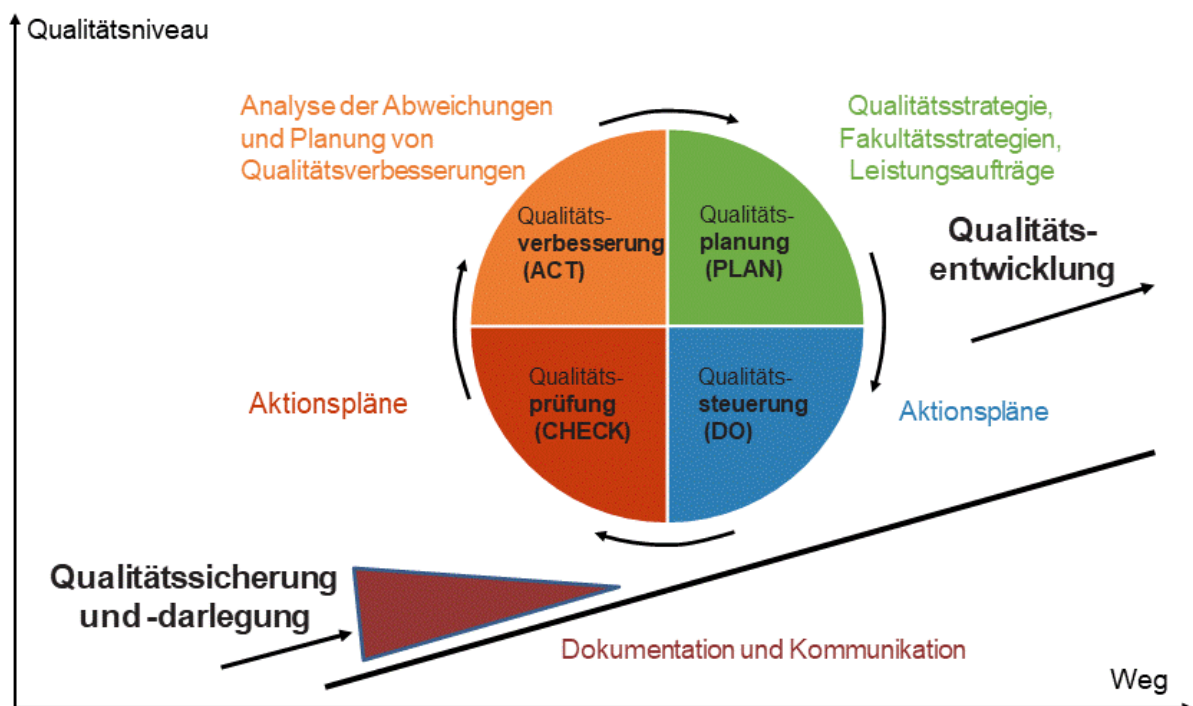 Qualitätsniveau
Analyse der Abweichungen
und Planung von
Qualitätsverbesserungen
Qualitätsstrategie,
Fakultätsstrategien,
Leistungsaufträge
Qualitäts-
verbesserung
(ACT)
Qualitäts-
planung
(PLAN)
Qualitäts-
entwicklung
Aktionspläne
Qualitäts-
prüfung
(CHECK)
Qualitäts-
steuerung
(DO)
Aktionspläne
Qualitätssicherung
und -darlegung
Dokumentation und Kommunikation
Weg